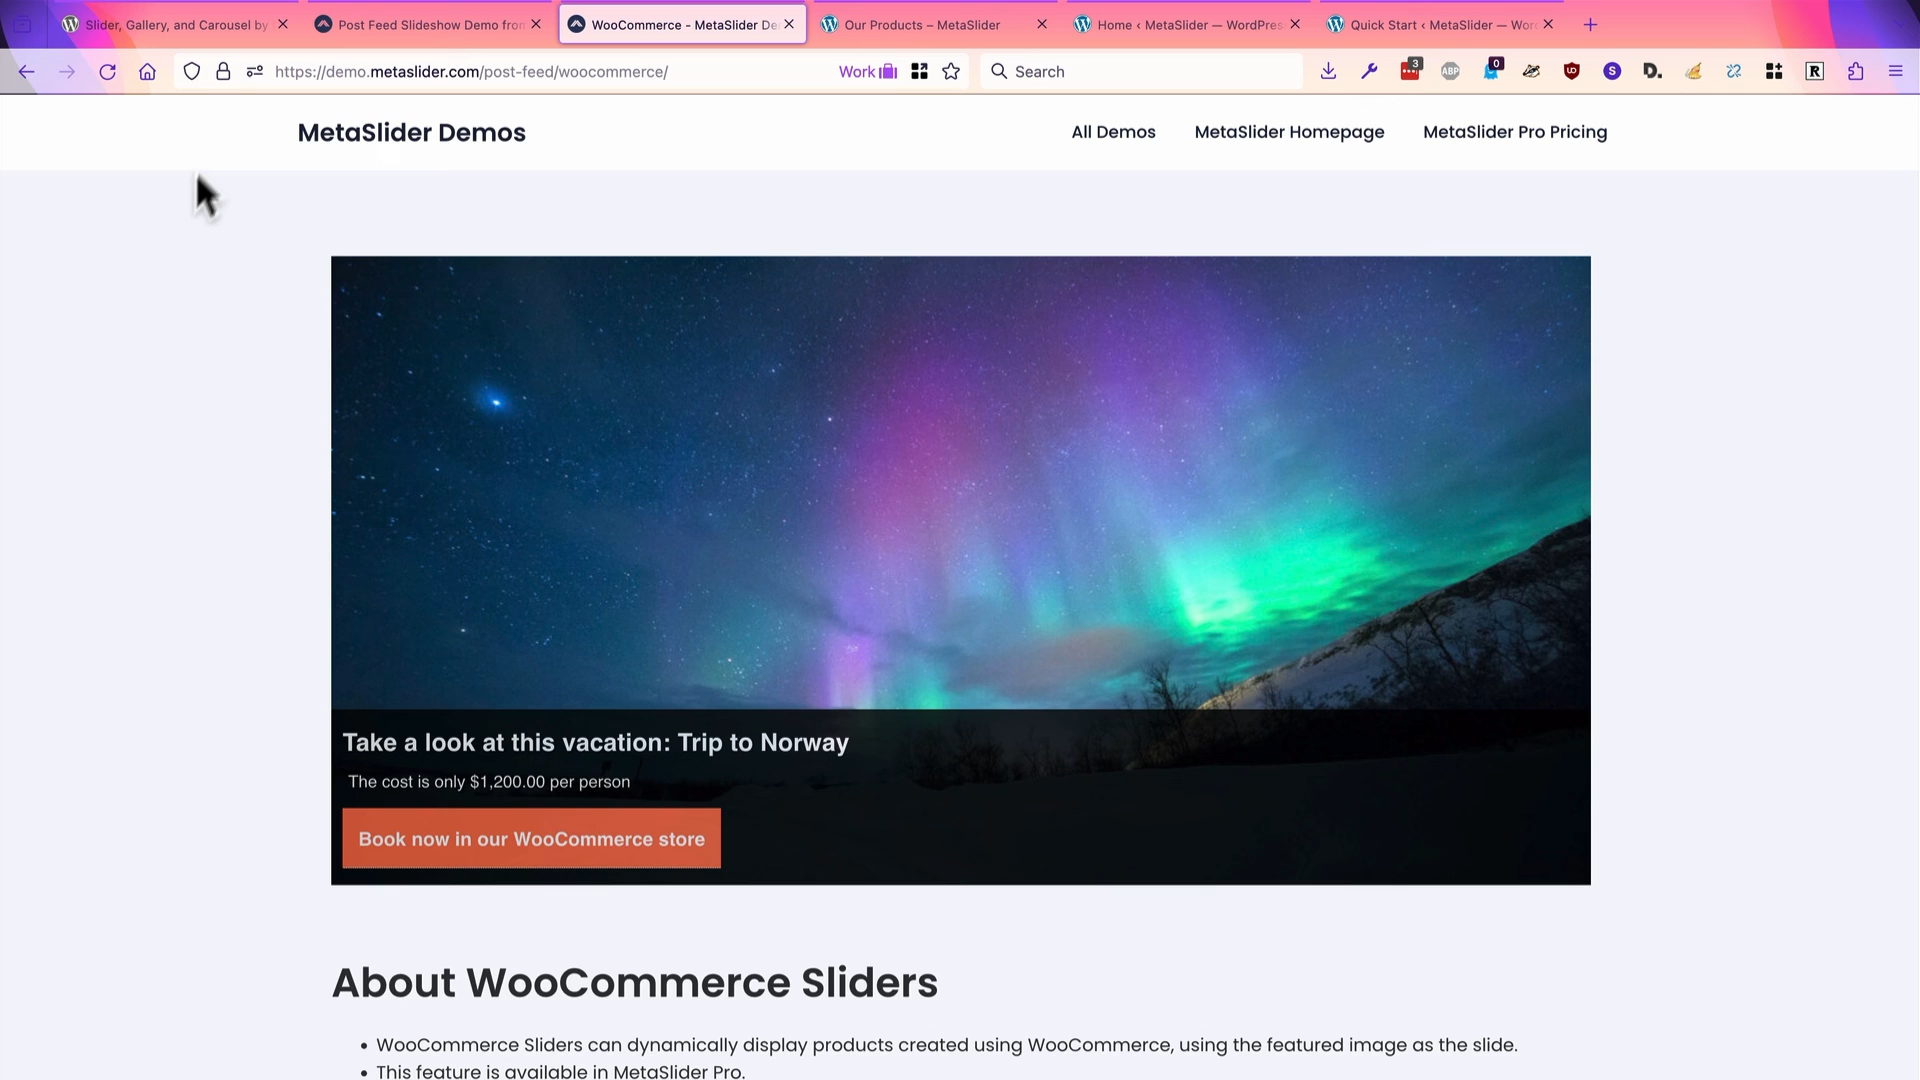 Slider, Gallery, and Carousel by
Post Feed Slideshow Demo from
WooCommerce - MetaSlider De
Our Products – MetaSlider
Home ‹ MetaSlider — WordPres
Quick Start ‹ MetaSlider — Wor
https://demo.metaslider.com/post-feed/woocommerce/
Work
Search
3
ABP
0
S
D.
R
MetaSlider Demos
All Demos
MetaSlider Homepage
MetaSlider Pro Pricing
Take a look at this vacation: Trip to Norway
The cost is only $1,200.00 per person
Book now in our WooCommerce store
About WooCommerce Sliders
• WooCommerce Sliders can dynamically display products created using WooCommerce, using the featured image as the slide.
• This feature is available in MetaSlider Pro.